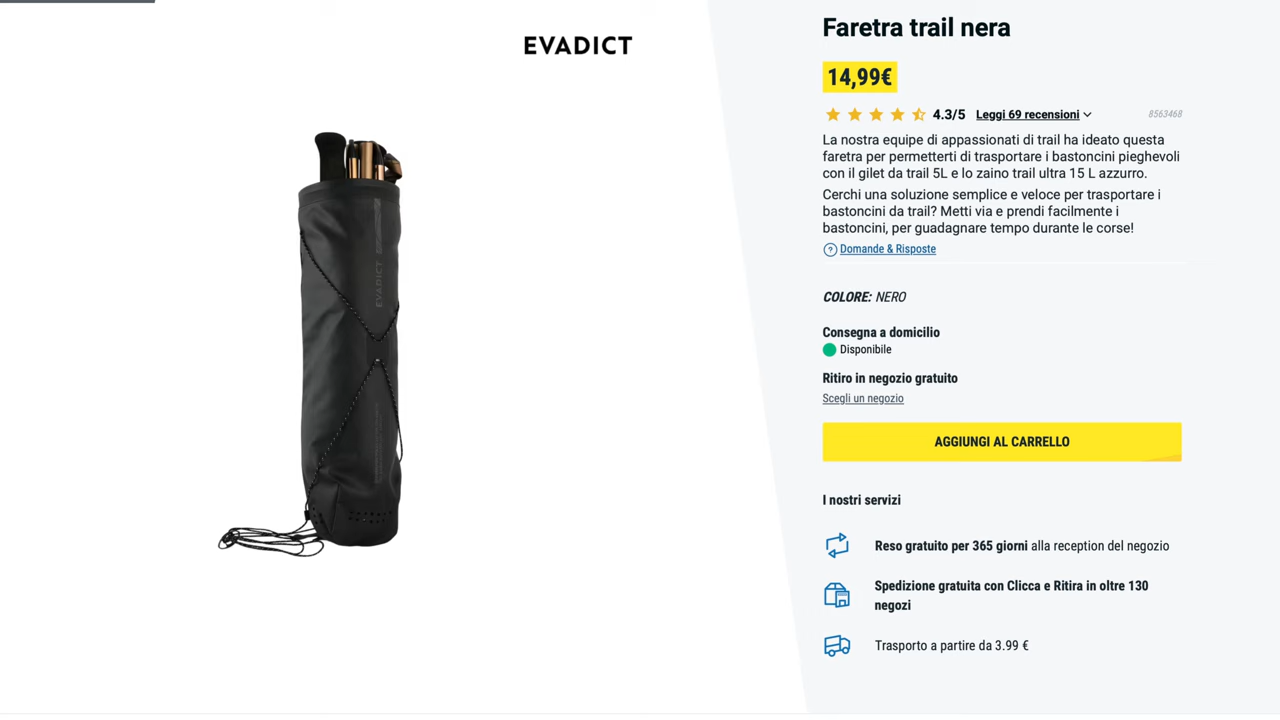 EVADICT
Faretra trail nera
14,99€
4.3/5 Leggi 69 recensioni 8563468
La nostra equipe di appassionati di trail ha ideato questa
faretra per permetterti di trasportare i bastoncini pieghevoli
con il gilet da trail 5L e lo zaino trail ultra 15 L azzurro.
Cerchi una soluzione semplice e veloce per trasportare i
bastoncini da trail? Metti via e prendi facilmente i
bastoncini, per guadagnare tempo durante le corse!
? Domande & Risposte
COLORE: NERO
Consegna a domicilio
Disponibile
Ritiro in negozio gratuito
Scegli un negozio
AGGIUNGI AL CARRELLO
I nostri servizi
Reso gratuito per 365 giorni alla reception del negozio
Spedizione gratuita con Clicca e Ritira in oltre 130
negozi
Trasporto a partire da 3.99 €
EVADICT